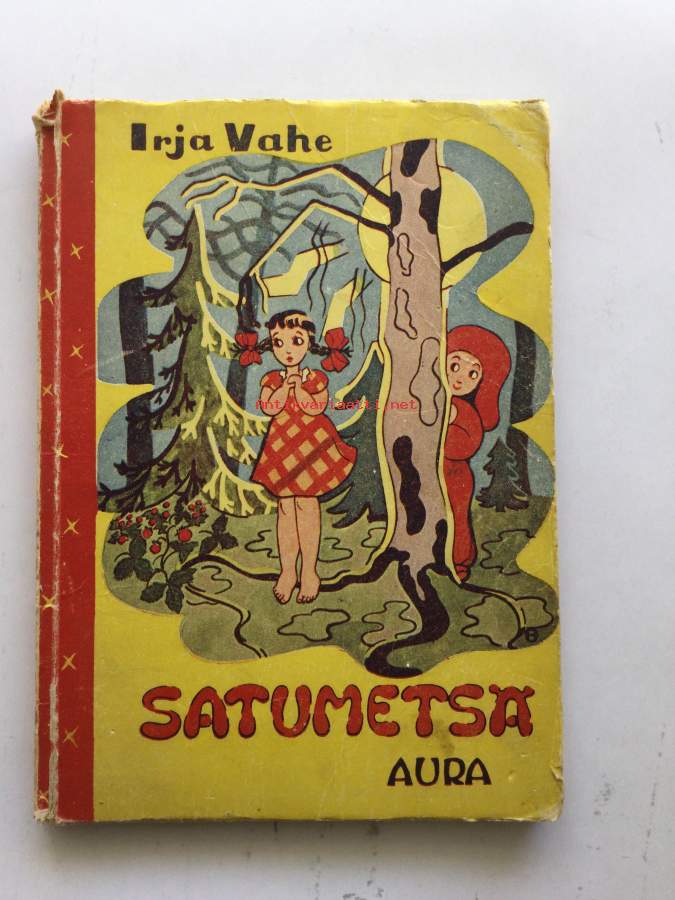 Irja Vahe
antikvariaatti.net
SATUMETSÄ
AURA